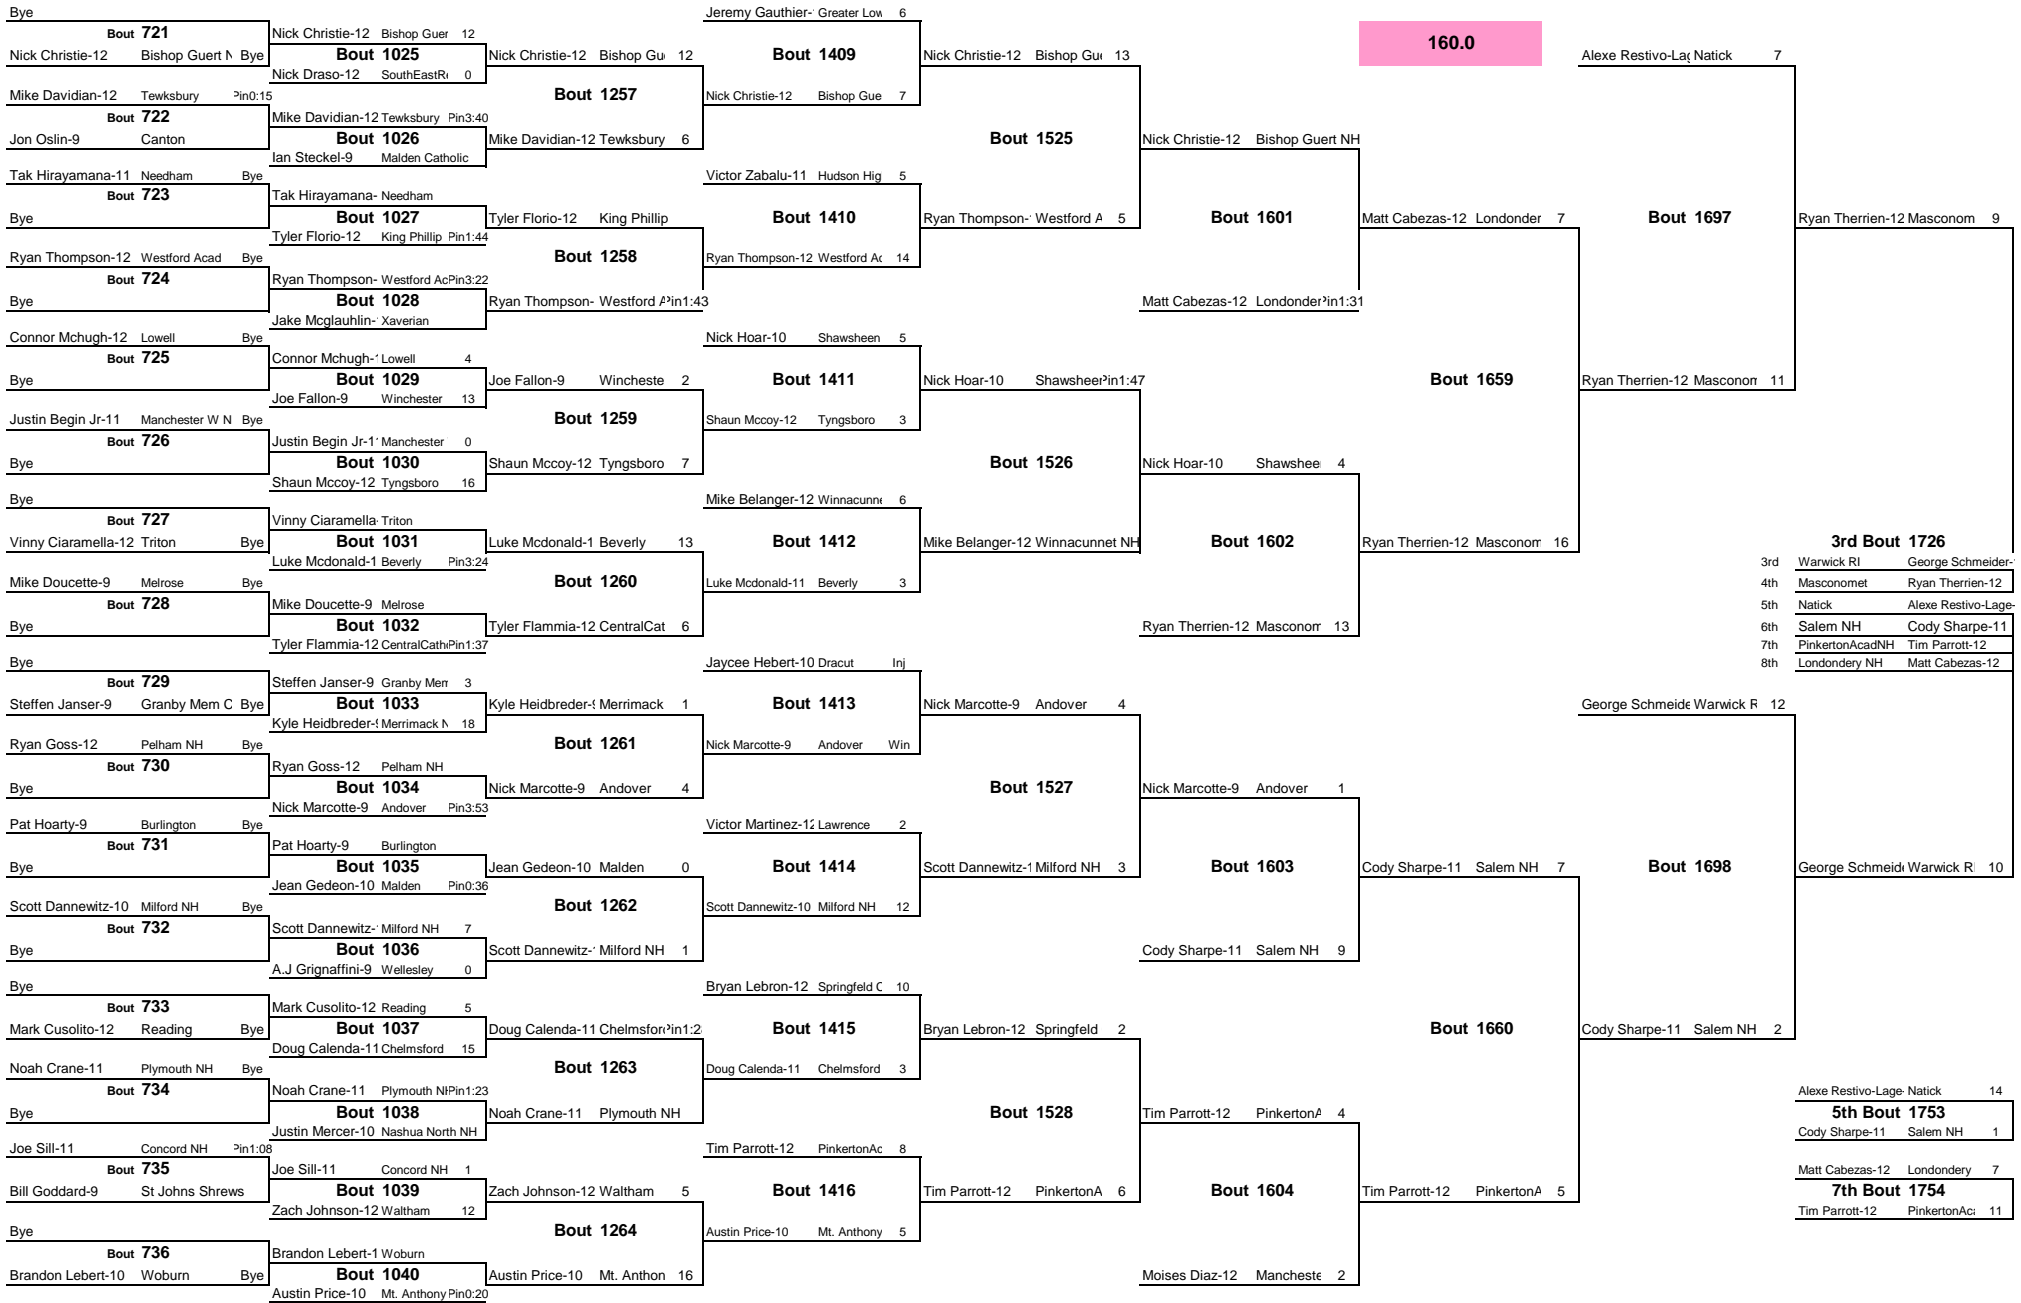 Bye
Bout 721
Nick Christie-12 Bishop Guert N Bye
Mike Davidian-12 Tewksbury Pin0:15
Bout 722
Jon Oslin-9 Canton
Tak Hirayamana-11 Needham Bye
Bout 723
Bye
Ryan Thompson-12 Westford Acad Bye
Bout 724
Bye
Connor Mchugh-12 Lowell Bye
Bout 725
Bye
Justin Begin Jr-11 Manchester W N Bye
Bout 726
Bye
Bye
Bout 727
Vinny Ciaramella-12 Triton Bye
Mike Doucette-9 Melrose Bye
Bout 728
Bye
Bye
Bout 729
Steffen Janser-9 Granby Mem C Bye
Ryan Goss-12 Pelham NH Bye
Bout 730
Bye
Pat Hoarty-9 Burlington Bye
Bout 731
Bye
Scott Dannewitz-10 Milford NH Bye
Bout 732
Bye
Bye
Bout 733
Mark Cusolito-12 Reading Bye
Noah Crane-11 Plymouth NH Bye
Bout 734
Bye
Joe Sill-11 Concord NH Pin1:08
Bout 735
Bill Goddard-9 St Johns Shrews
Bye
Bout 736
Brandon Lebert-10 Woburn Bye
Nick Christie-12 Bishop Guer 12
Bout 1025
Nick Draso-12 SouthEastR 0
Mike Davidian-12 Tewksbury Pin3:40
Bout 1026
Ian Steckel-9 Malden Catholic
Tak Hirayamana- Needham
Bout 1027
Tyler Florio-12 King Phillip Pin1:44
Ryan Thompson- Westford Ac Pin3:22
Bout 1028
Jake Mcglauhlin- Xaverian
Connor Mchugh- Lowell 4
Bout 1029
Joe Fallon-9 Winchester 13
Justin Begin Jr-1 Manchester 0
Bout 1030
Shaun Mccoy-12 Tyngsboro 16
Vinny Ciaramella- Triton
Bout 1031
Luke Mcdonald-1 Beverly Pin3:24
Mike Doucette-9 Melrose
Bout 1032
Tyler Flammia-12 CentralCath Pin1:37
Steffen Janser-9 Granby Mem 3
Bout 1033
Kyle Heidbreder-9 Merrimack N 18
Ryan Goss-12 Pelham NH
Bout 1034
Nick Marcotte-9 Andover Pin3:53
Pat Hoarty-9 Burlington
Bout 1035
Jean Gedeon-10 Malden Pin0:36
Scott Dannewitz- Milford NH 7
Bout 1036
A.J Grignaffini-9 Wellesley 0
Mark Cusolito-12 Reading 5
Bout 1037
Doug Calenda-11 Chelmsford 15
Noah Crane-11 Plymouth NH Pin1:23
Bout 1038
Justin Mercer-10 Nashua North NH
Joe Sill-11 Concord NH 1
Bout 1039
Zach Johnson-12 Waltham 12
Brandon Lebert-1 Woburn
Bout 1040
Austin Price-10 Mt. Anthony Pin0:20
Nick Christie-12 Bishop Gu 12
Bout 1257
Mike Davidian-12 Tewksbury 6
Tyler Florio-12 King Phillip
Bout 1258
Ryan Thompson- Westford A Pin1:43
Joe Fallon-9 Wincheste 2
Bout 1259
Shaun Mccoy-12 Tyngsboro 7
Luke Mcdonald-1 Beverly 13
Bout 1260
Tyler Flammia-12 CentralCat 6
Kyle Heidbreder-9 Merrimack 1
Bout 1261
Nick Marcotte-9 Andover 4
Jean Gedeon-10 Malden 0
Bout 1262
Scott Dannewitz- Milford NH 1
Doug Calenda-11 Chelmsfor Pin1:2
Bout 1263
Noah Crane-11 Plymouth NH
Zach Johnson-12 Waltham 5
Bout 1264
Austin Price-10 Mt. Anthon 16
Jeremy Gauthier- Greater Low 6
Bout 1409
Nick Christie-12 Bishop Gue 7
Victor Zabalu-11 Hudson Hig 5
Bout 1410
Ryan Thompson-12 Westford Ac 14
Nick Hoar-10 Shawsheen 5
Bout 1411
Shaun Mccoy-12 Tyngsboro 3
Mike Belanger-12 Winnacunne 6
Bout 1412
Luke Mcdonald-11 Beverly 3
Jaycee Hebert-10 Dracut Inj
Bout 1413
Nick Marcotte-9 Andover Win
Victor Martinez-12 Lawrence 2
Bout 1414
Scott Dannewitz-10 Milford NH 12
Bryan Lebron-12 Springfeld C 10
Bout 1415
Doug Calenda-11 Chelmsford 3
Tim Parrott-12 PinkertonAc 8
Bout 1416
Austin Price-10 Mt. Anthony 5
Nick Christie-12 Bishop Gu 13
Bout 1525
Ryan Thompson- Westford A 5
Nick Hoar-10 Shawsheen Pin1:47
Bout 1526
Mike Belanger-12 Winnacunnet NH
Nick Marcotte-9 Andover 4
Bout 1527
Scott Dannewitz-1 Milford NH 3
Bryan Lebron-12 Springfeld 2
Bout 1528
Tim Parrott-12 PinkertonA 6
Nick Christie-12 Bishop Guert NH
Bout 1601
Matt Cabezas-12 Londonder Pin1:31
Nick Hoar-10 Shawshee 4
Bout 1602
Ryan Therrien-12 Masconom 13
Nick Marcotte-9 Andover 1
Bout 1603
Cody Sharpe-11 Salem NH 9
Tim Parrott-12 PinkertonA 4
Bout 1604
Moises Diaz-12 Mancheste 2
160.0
Matt Cabezas-12 Londonder 7
Bout 1659
Ryan Therrien-12 Masconom 16
Cody Sharpe-11 Salem NH 7
Bout 1660
Tim Parrott-12 PinkertonA 5
Alexe Restivo-Lag Natick 7
Bout 1697
Ryan Therrien-12 Masconom 11
George Schmeide Warwick R 12
Bout 1698
Cody Sharpe-11 Salem NH 2
Ryan Therrien-12 Masconom 9
3rd Bout 1726
3rd Warwick RI George Schmeider-
4th Masconomet Ryan Therrien-12
5th Natick Alexe Restivo-Lage-
6th Salem NH Cody Sharpe-11
7th PinkertonAcadNH Tim Parrott-12
8th Londondery NH Matt Cabezas-12
George Schmeide Warwick RI 10
Alexe Restivo-Lage- Natick 14
5th Bout 1753
Cody Sharpe-11 Salem NH 1
Matt Cabezas-12 Londondery 7
7th Bout 1754
Tim Parrott-12 PinkertonAca 11